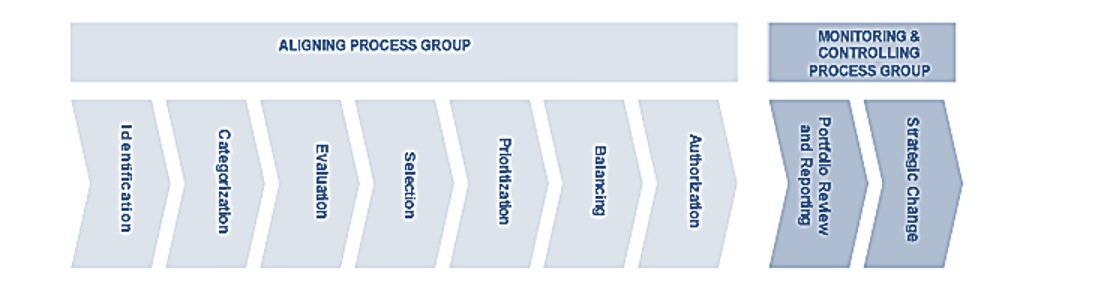 ALIGNING PROCESS GROUP
MONITORING &
CONTROLLING
PROCESS GROUP
Identification
Categorization
Evaluation
Selection
Prioritization
Balancing
Authorization
Portfolio Review
and Reporting
Strategic Change